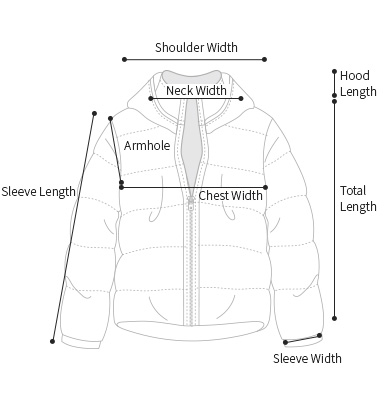 Shoulder Width
Hood
Length
Neck Width
Armhole
Sleeve Length
Chest Width
Total
Length
Sleeve Width